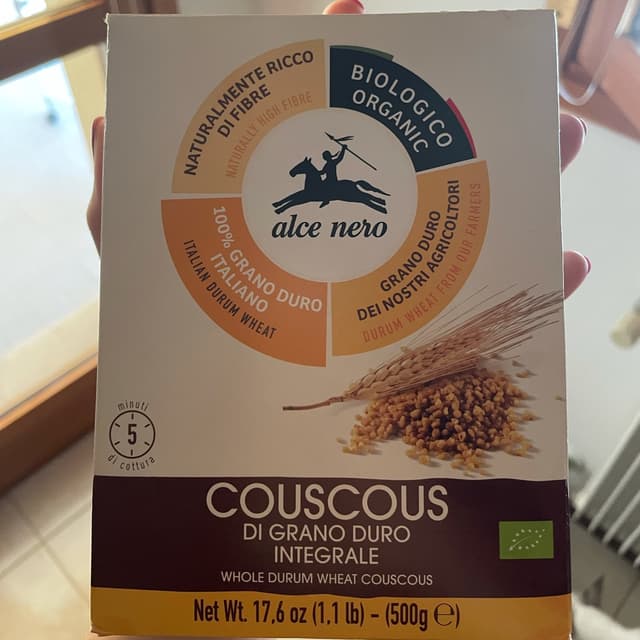 NATURALMENTE RICCO
DI FIBRE
NATURALLY HIGH FIBRE
BIOLOGICO
ORGANIC
alce nero
100% GRANO DURO
ITALIANO
ITALIAN DURUM WHEAT
GRANO DURO
DEI NOSTRI AGRICOLTORI
DURUM WHEAT FROM OUR FARMERS
minuti
5
di cottura
COUSCOUS
DI GRANO DURO
INTEGRALE
WHOLE DURUM WHEAT COUSCOUS
Net Wt. 17,6 oz (1,1 lb) – (500g ℮)